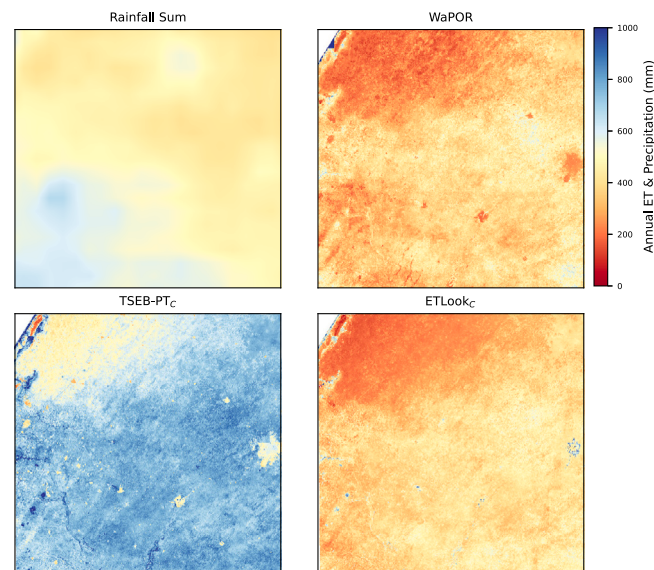 Rainfall Sum
WaPOR
1000
800
600
400
200
0
Annual ET & Precipitation (mm)
TSEB-PT_C
ETLook_C